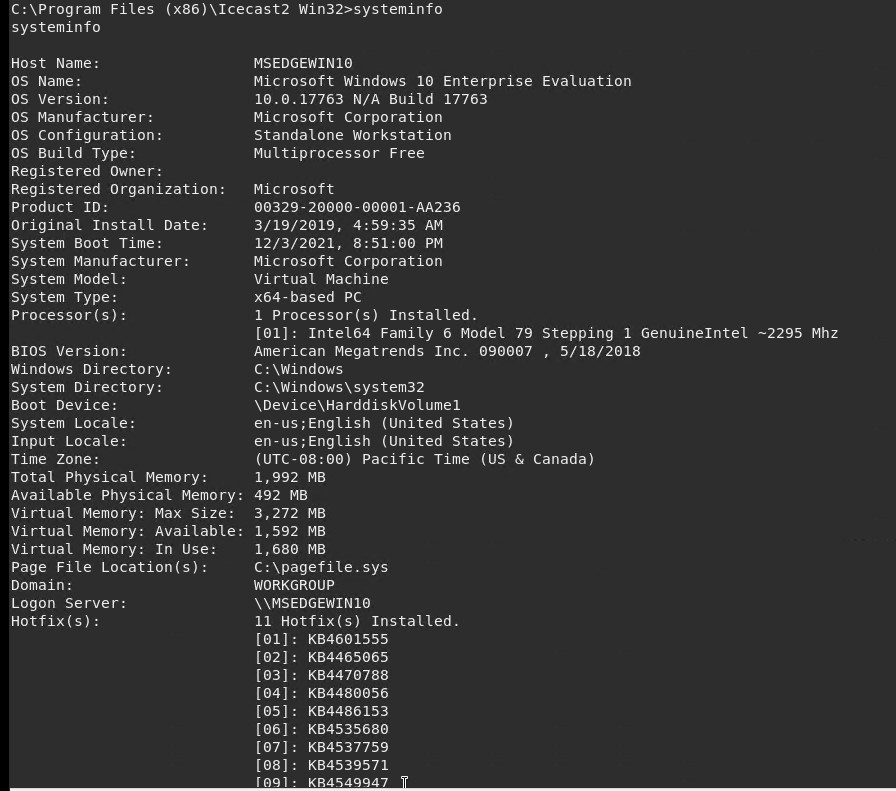 C:\Program Files (x86)\Icecast2 Win32>systeminfo
systeminfo
Host Name:                 MSEDGEWIN10
OS Name:                   Microsoft Windows 10 Enterprise Evaluation
OS Version:                10.0.17763 N/A Build 17763
OS Manufacturer:           Microsoft Corporation
OS Configuration:          Standalone Workstation
OS Build Type:             Multiprocessor Free
Registered Owner:
Registered Organization:   Microsoft
Product ID:                00329-20000-00001-AA236
Original Install Date:     3/19/2019, 4:59:35 AM
System Boot Time:          12/3/2021, 8:51:00 PM
System Manufacturer:       Microsoft Corporation
System Model:              Virtual Machine
System Type:               x64-based PC
Processor(s):              1 Processor(s) Installed.
                           [01]: Intel64 Family 6 Model 79 Stepping 1 GenuineIntel ~2295 Mhz
BIOS Version:              American Megatrends Inc. 090007 , 5/18/2018
Windows Directory:         C:\Windows
System Directory:          C:\Windows\system32
Boot Device:               \Device\HarddiskVolume1
System Locale:             en-us;English (United States)
Input Locale:              en-us;English (United States)
Time Zone:                 (UTC-08:00) Pacific Time (US & Canada)
Total Physical Memory:     1,992 MB
Available Physical Memory: 492 MB
Virtual Memory: Max Size:  3,272 MB
Virtual Memory: Available: 1,592 MB
Virtual Memory: In Use:    1,680 MB
Page File Location(s):     C:\pagefile.sys
Domain:                    WORKGROUP
Logon Server:              \\MSEDGEWIN10
Hotfix(s):                 11 Hotfix(s) Installed.
                           [01]: KB4601555
                           [02]: KB4465065
                           [03]: KB4470788
                           [04]: KB4480056
                           [05]: KB4486153
                           [06]: KB4535680
                           [07]: KB4537759
                           [08]: KB4539571
                           [09]: KB4549947